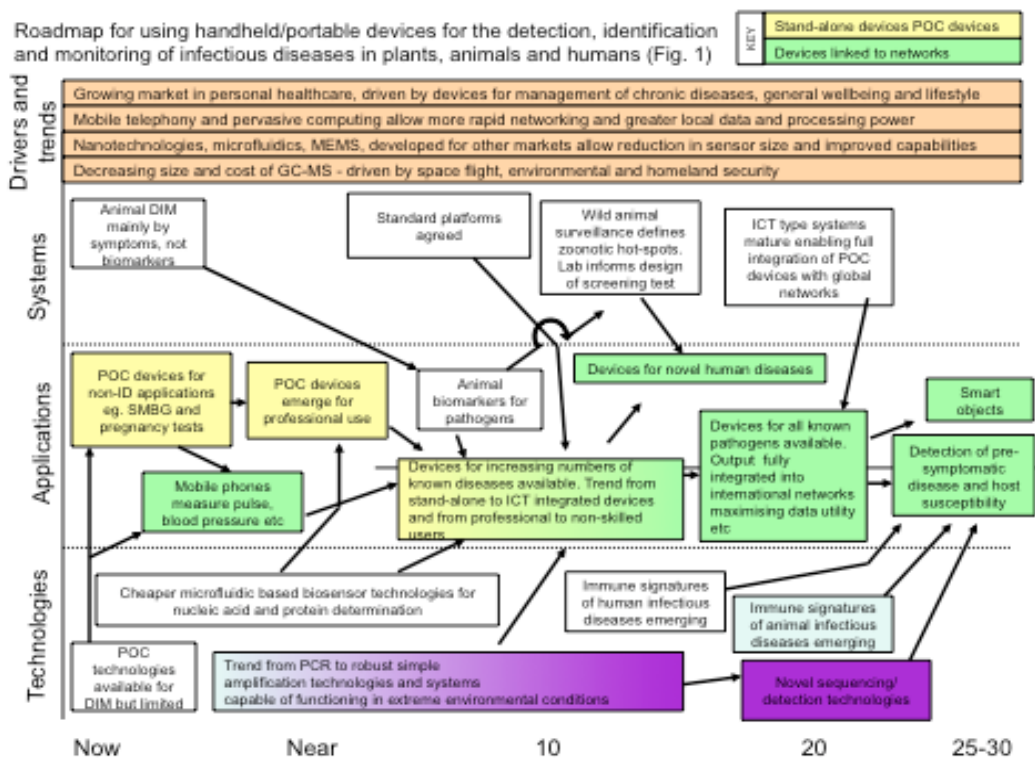 Roadmap for using handheld/portable devices for the detection, identification
and monitoring of infectious diseases in plants, animals and humans (Fig. 1)
KEY
Stand-alone devices POC devices
Devices linked to networks
Drivers and
trends
Growing market in personal healthcare, driven by devices for management of chronic diseases, general wellbeing and lifestyle
Mobile telephony and pervasive computing allow more rapid networking and greater local data and processing power
Nanotechnologies, microfluidics, MEMS, developed for other markets allow reduction in sensor size and improved capabilities
Decreasing size and cost of GC-MS - driven by space flight, environmental and homeland security
Systems
Animal DIM
mainly by
symptoms, not
biomarkers
Standard platforms
agreed
Wild animal
surveillance defines
zoonotic hot-spots.
Lab informs design
of screening test
ICT type systems
mature enabling full
integration of POC
devices with global
networks
Applications
POC devices for
non-ID applications
eg. SMBG and
pregnancy tests
POC devices
emerge for
professional use
Animal
biomarkers for
pathogens
Devices for novel human diseases
Smart
objects
Mobile phones
measure pulse,
blood pressure etc
Devices for increasing numbers of
known diseases available. Trend from
stand-alone to ICT integrated devices
and from professional to non-skilled
users
Devices for all known
pathogens available.
Output fully
integrated into
international networks
maximising data utility
etc
Detection of pre-
symptomatic
disease and host
susceptibility
Technologies
Cheaper microfluidic based biosensor technologies for
nucleic acid and protein determination
Immune signatures
of human infectious
diseases emerging
Immune signatures
of animal infectious
diseases emerging
POC
technologies
available for
DIM but limited
Trend from PCR to robust simple
amplification technologies and systems
capable of functioning in extreme environmental conditions
Novel sequencing/
detection technologies
Now
Near
10
20
25-30